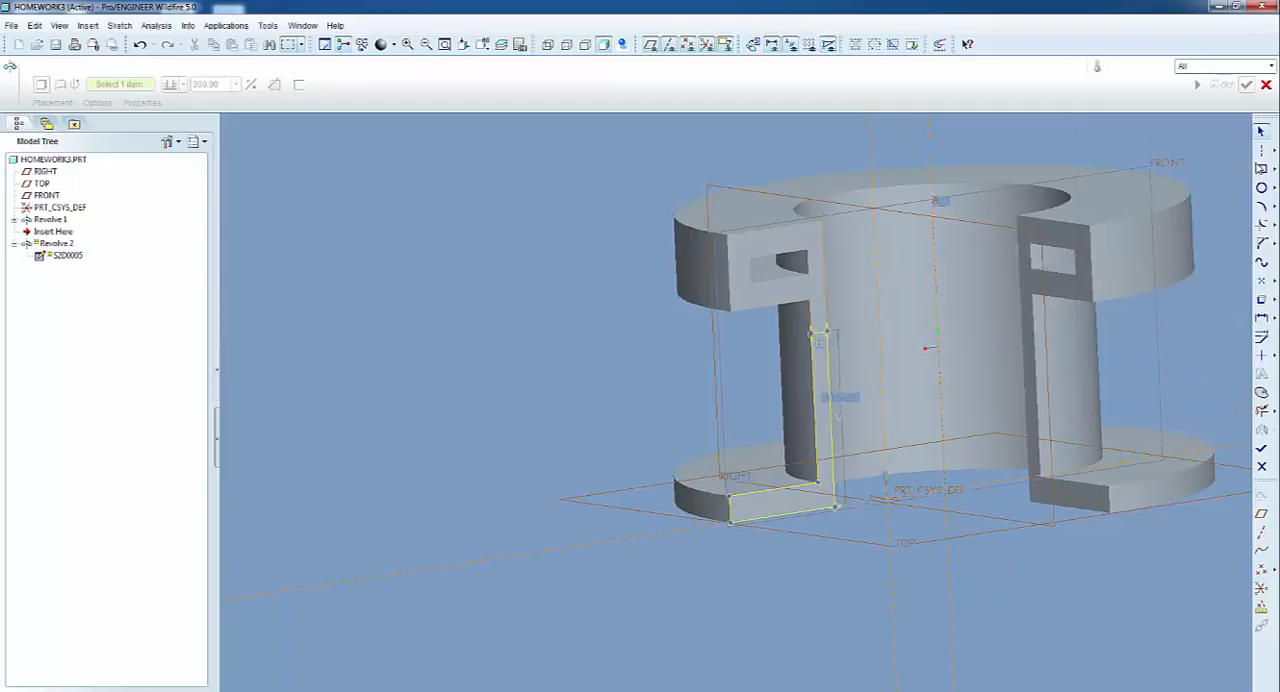 HOMEWORK3 (Active) - Pro/ENGINEER Wildfire 5.0
File Edit View Insert Sketch Analysis Info Applications Tools Window Help
All
Select 1 item 360.00
Placement Options Properties
Model Tree
HOMEWORK3.PRT
RIGHT
TOP
FRONT
PRT_CSYS_DEF
Revolve 1
Insert Here
Revolve 2
S2D0005
FRONT
RIGHT
PRT_CSYS_DEF
TOP